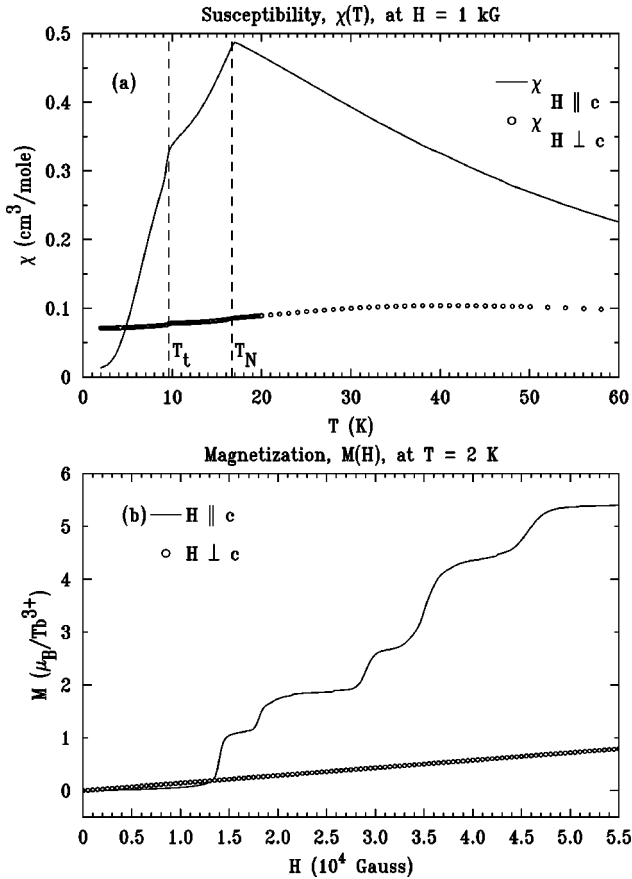 Susceptibility, χ(T), at H = 1 kG
0.5
0.4
0.3
0.2
0.1
0
χ (cm³/mole)
(a)
χ H ∥ c
χ H ⊥ c
T_t
T_N
0 10 20 30 40 50 60
T (K)
Magnetization, M(H), at T = 2 K
6
5
4
3
2
1
0
M (μ_B/Tb³⁺)
(b) H ∥ c
H ⊥ c
0 0.5 1.0 1.5 2.0 2.5 3.0 3.5 4.0 4.5 5.0 5.5
H (10⁴ Gauss)